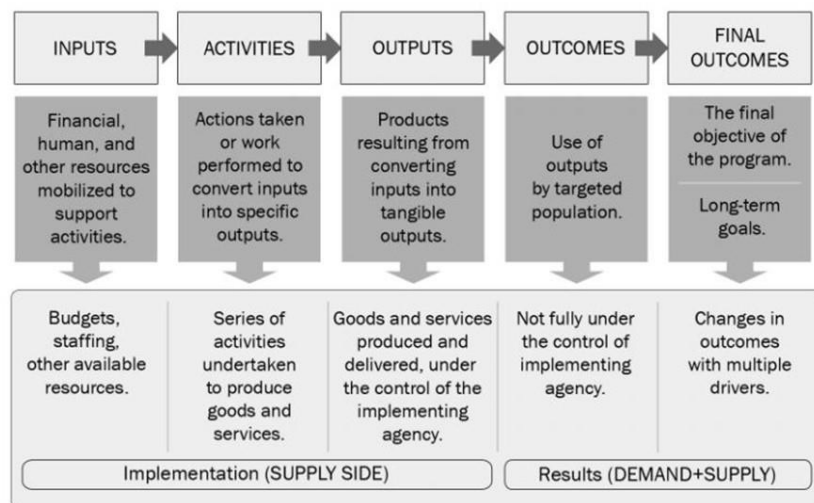 INPUTS
ACTIVITIES
OUTPUTS
OUTCOMES
FINAL
OUTCOMES
Financial,
human, and
other resources
mobilized to
support
activities.
Actions taken
or work
performed to
convert inputs
into specific
outputs.
Products
resulting from
converting
inputs into
tangible
outputs.
Use of
outputs
by targeted
population.
The final
objective of
the program.
Long-term
goals.
Budgets,
staffing,
other available
resources.
Series of
activities
undertaken
to produce
goods and
services.
Goods and services
produced and
delivered, under
the control of the
implementing
agency.
Not fully under
the control of
implementing
agency.
Changes in
outcomes
with multiple
drivers.
Implementation (SUPPLY SIDE)
Results (DEMAND+SUPPLY)